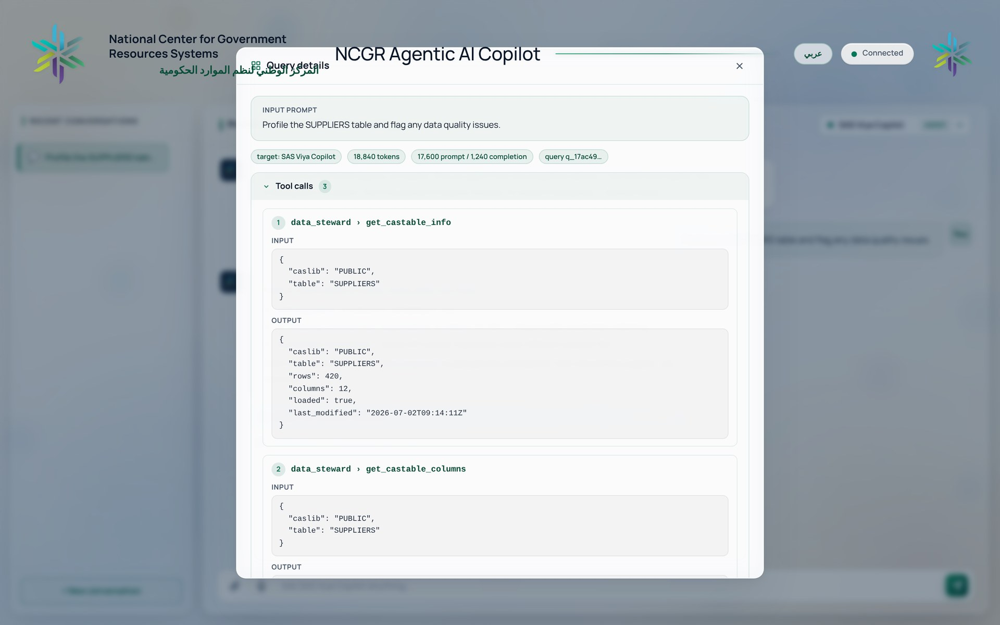 National Center for Government
Resources Systems
المركز الوطني لنظم الموارد الحكومية
NCGR Agentic AI Copilot
عربي
Connected
Query details
INPUT PROMPT
Profile the SUPPLIERS table and flag any data quality issues.
target: SAS Viya Copilot
18,840 tokens
17,600 prompt / 1,240 completion
query q_17ac49…
Tool calls 3
1 data_steward › get_castable_info
INPUT
{
"caslib": "PUBLIC",
"table": "SUPPLIERS"
}
OUTPUT
{
"caslib": "PUBLIC",
"table": "SUPPLIERS",
"rows": 420,
"columns": 12,
"loaded": true,
"last_modified": "2026-07-02T09:14:11Z"
}
2 data_steward › get_castable_columns
INPUT
{
"caslib": "PUBLIC",
"table": "SUPPLIERS"
}
OUTPUT